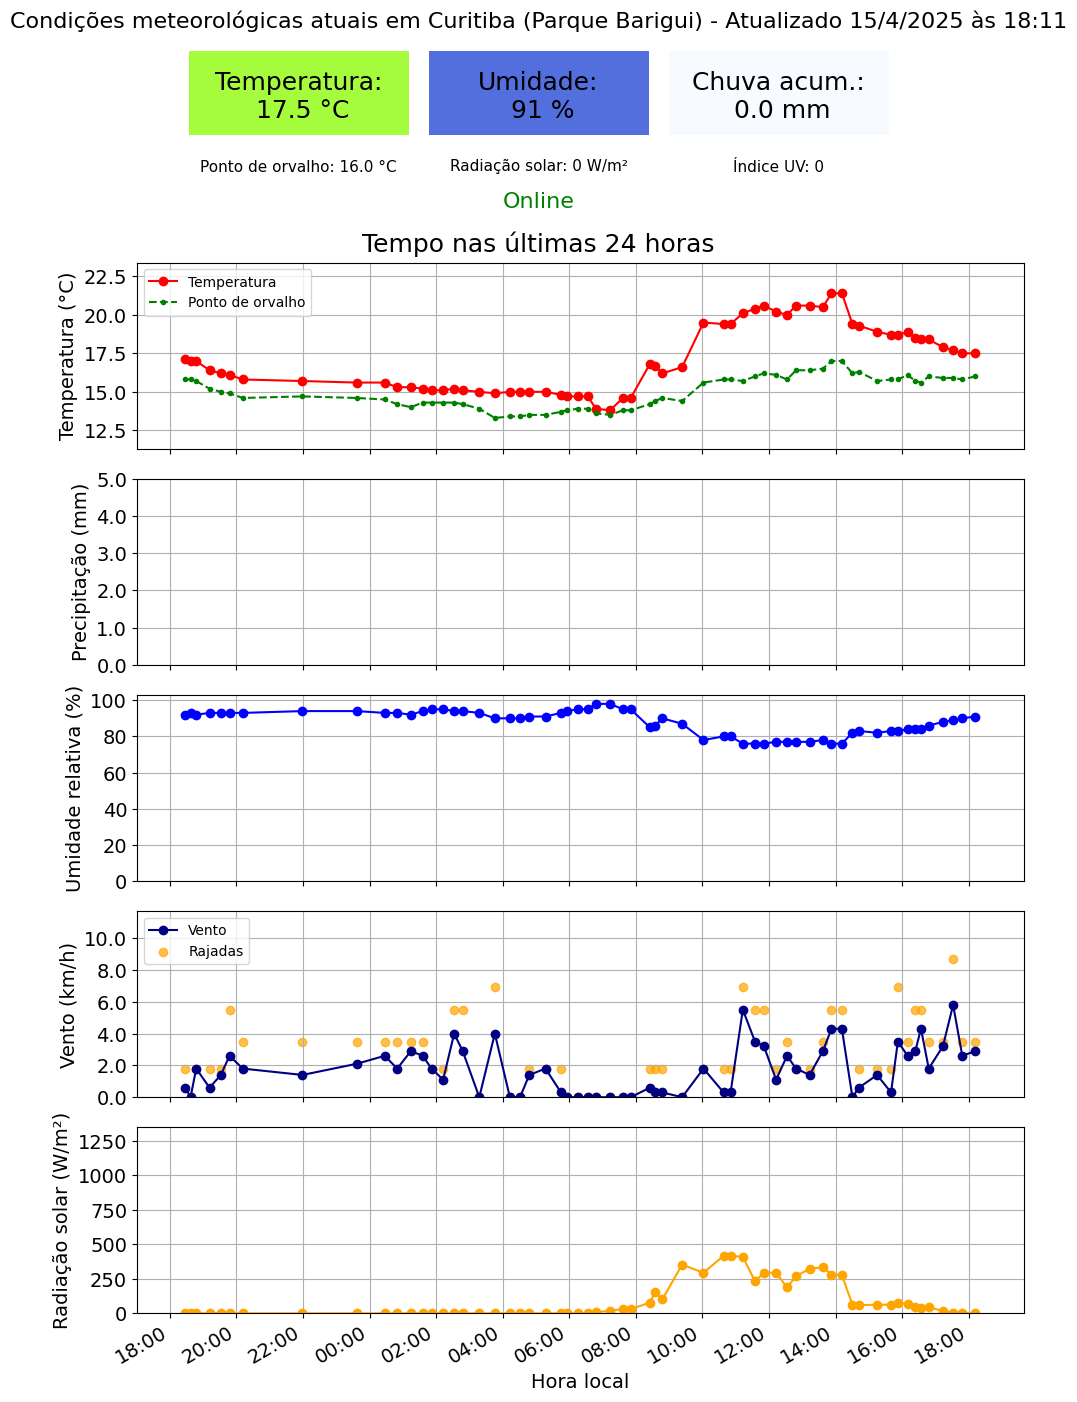 Condições meteorológicas atuais em Curitiba (Parque Barigui) - Atualizado 15/4/2025 às 18:11
Temperatura:
17.5 °C
Umidade:
91 %
Chuva acum.:
0.0 mm
Ponto de orvalho: 16.0 °C
Radiação solar: 0 W/m²
Índice UV: 0
Online
Tempo nas últimas 24 horas
Temperatura (°C)
22.5
20.0
17.5
15.0
12.5
Temperatura
Ponto de orvalho
Precipitação (mm)
5.0
4.0
3.0
2.0
1.0
0.0
Umidade relativa (%)
100
80
60
40
20
0
Vento (km/h)
10.0
8.0
6.0
4.0
2.0
0.0
Vento
Rajadas
Radiação solar (W/m²)
1250
1000
750
500
250
0
18:00
20:00
22:00
00:00
02:00
04:00
06:00
08:00
10:00
12:00
14:00
16:00
18:00
Hora local